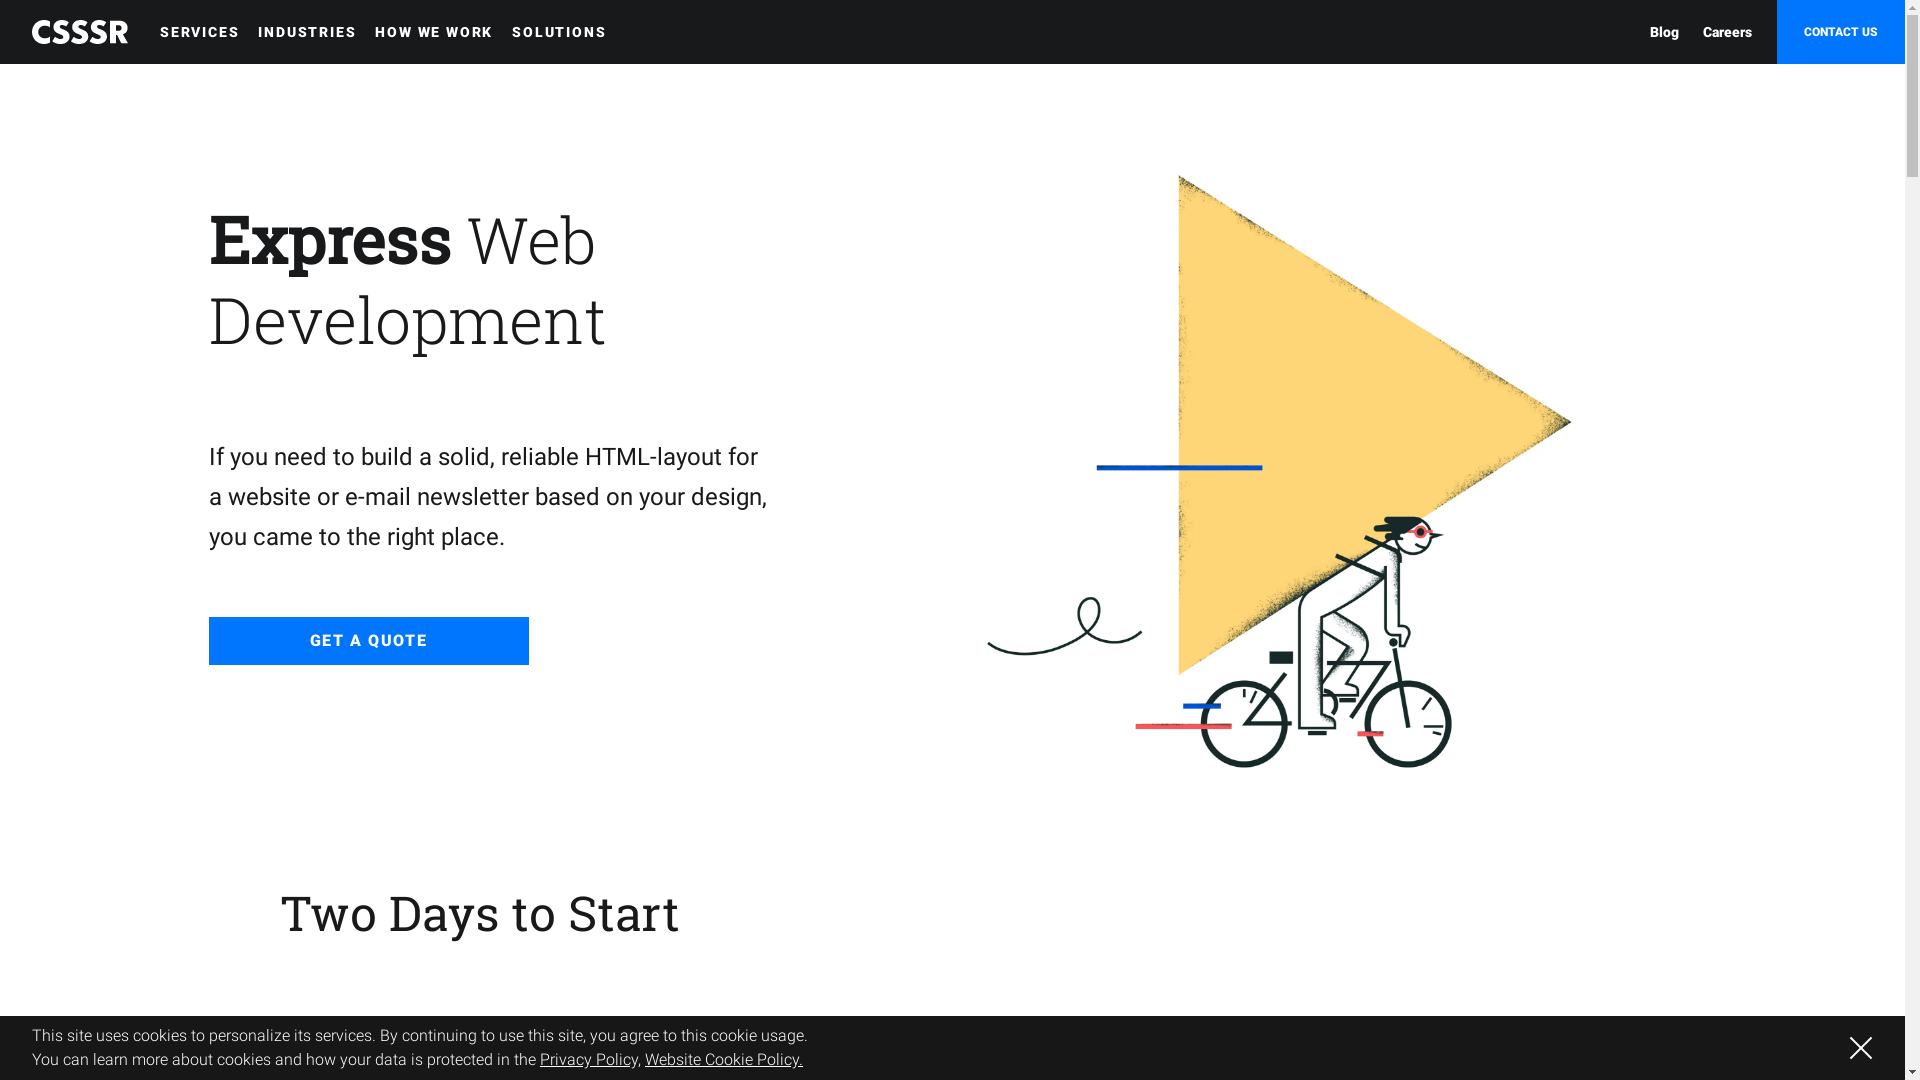 CSSSR SERVICES INDUSTRIES HOW WE WORK SOLUTIONS Blog Careers CONTACT US
Express Web
Development
If you need to build a solid, reliable HTML-layout for
a website or e-mail newsletter based on your design,
you came to the right place.
GET A QUOTE
Two Days to Start
This site uses cookies to personalize its services. By continuing to use this site, you agree to this cookie usage.
You can learn more about cookies and how your data is protected in the Privacy Policy, Website Cookie Policy.